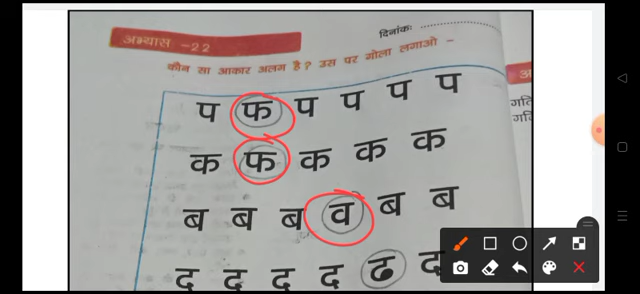 अभ्यास -22
दिनांकः
कौन सा आकार अलग है? उस पर गोला लगाओ -
प फ प प प प
क फ क क क
ब ब ब व ब ब
द द द द ढ द